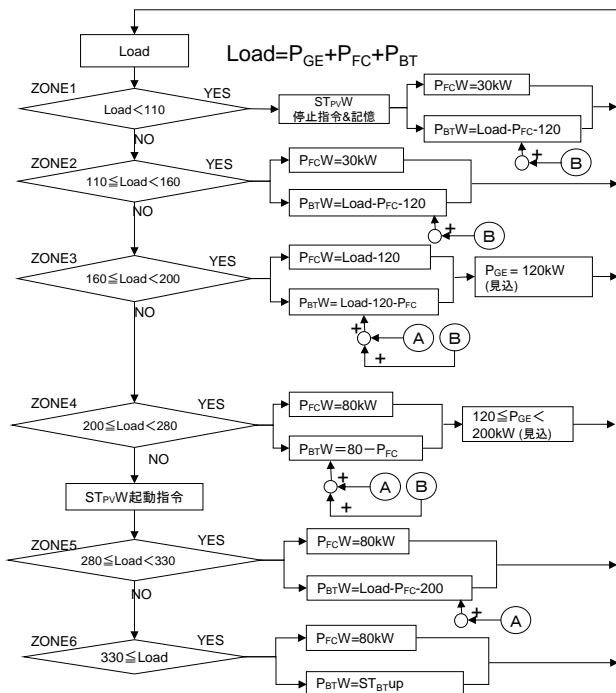 Load
Load=PGE+PFC+PBT
ZONE1
Load<110
YES
NO
STPVW
停止指令&記憶
PFCW=30kW
PBTW=Load-PFC-120
+
+
B
ZONE2
110≦Load<160
YES
NO
PFCW=30kW
PBTW=Load-PFC-120
+
+
B
ZONE3
160≦Load<200
YES
NO
PFCW=Load-120
PBTW= Load-120-PFC
PGE = 120kW
(見込)
+
+
+
A
B
ZONE4
200≦Load<280
YES
NO
PFCW=80kW
PBTW=80-PFC
120≦PGE<
200kW (見込)
+
+
+
A
B
STPVW起動指令
ZONE5
280≦Load<330
YES
NO
PFCW=80kW
PBTW=Load-PFC-200
+
+
A
ZONE6
330≦Load
YES
PFCW=80kW
PBTW=STBTup